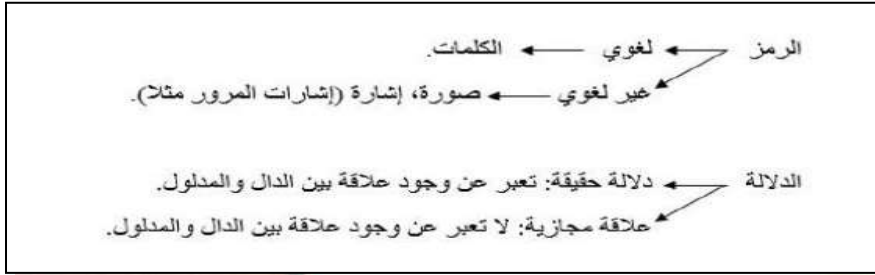 الرمز ← لغوي ← الكلمات.
غير لغوي ← صورة، إشارة (إشارات المرور مثلا).
الدلالة ← دلالة حقيقة: تعبر عن وجود علاقة بين الدال والمدلول.
علاقة مجازية: لا تعبر عن وجود علاقة بين الدال والمدلول.